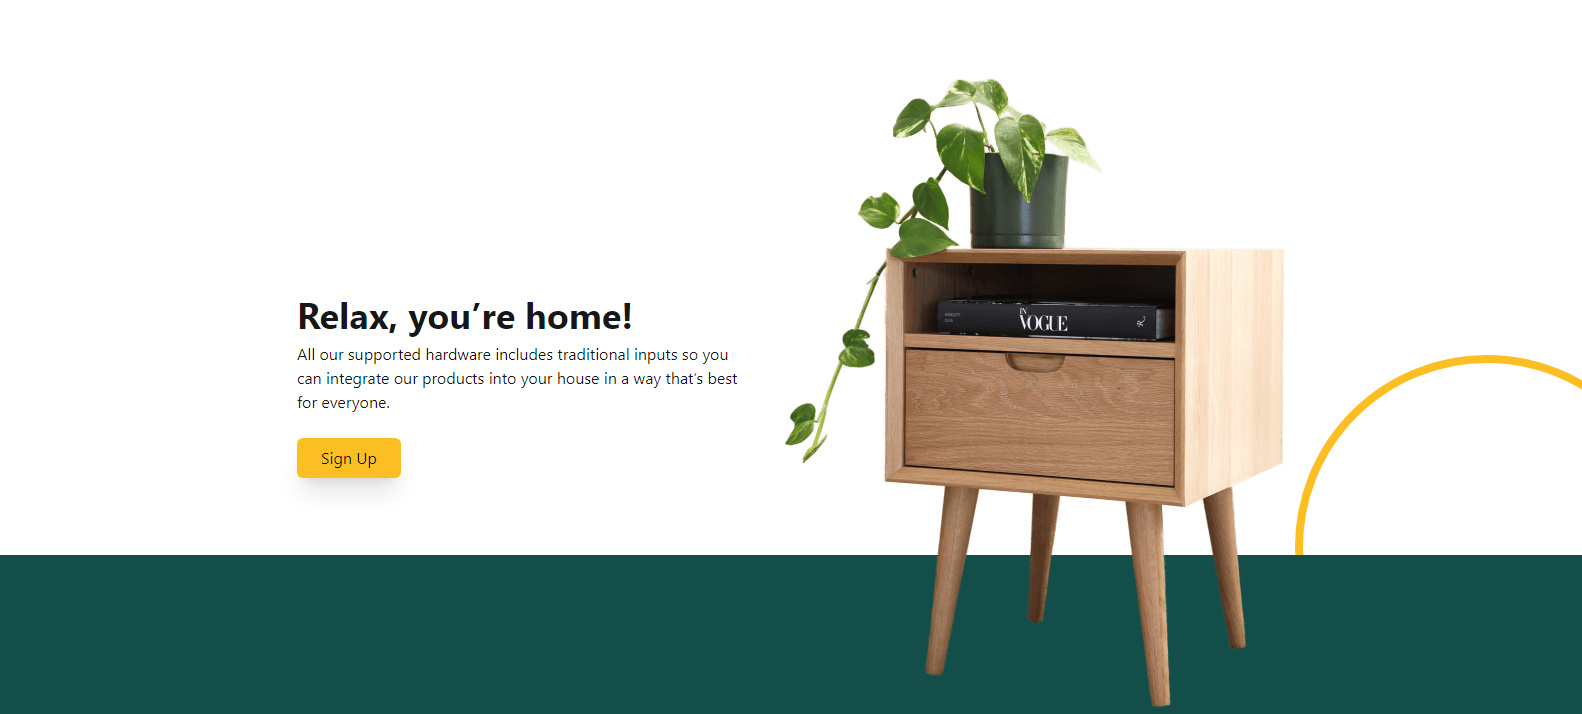 Relax, you’re home!
All our supported hardware includes traditional inputs so you
can integrate our products into your house in a way that’s best
for everyone.
Sign Up
IN
VOGUE